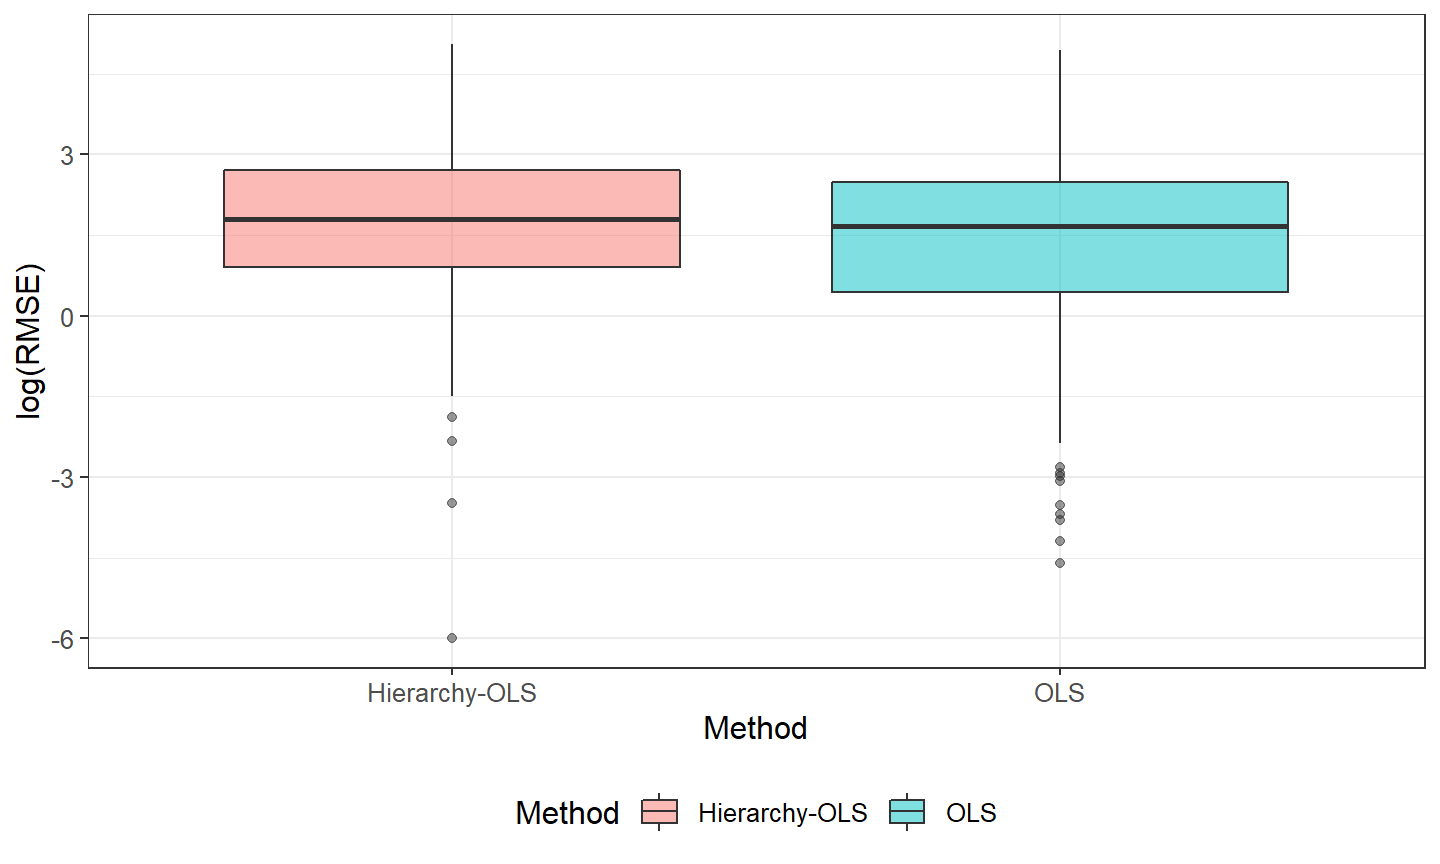 log(RMSE)
3
0
-3
-6
Hierarchy-OLS OLS
Method
Method Hierarchy-OLS OLS